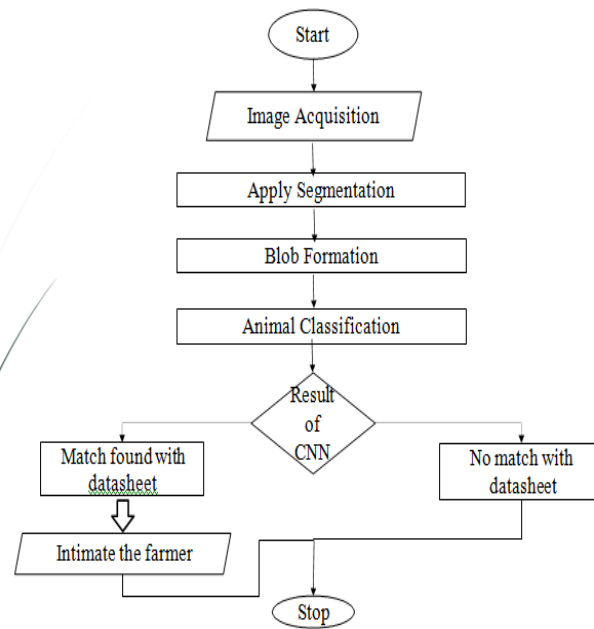 Start
Image Acquisition
Apply Segmentation
Blob Formation
Animal Classification
Result
of
CNN
Match found with
datasheet
No match with
datasheet
Intimate the farmer
Stop